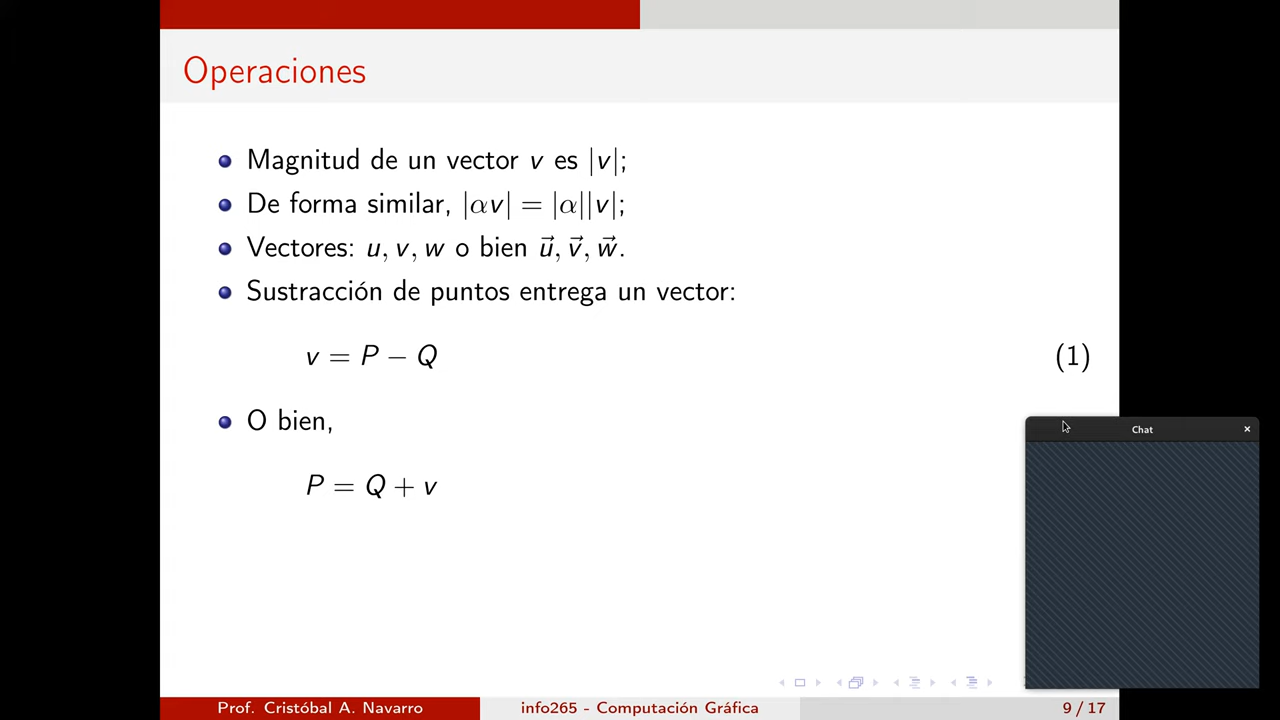 Operaciones
Magnitud de un vector v es |v|;
De forma similar, |αv| = |α||v|;
Vectores: u, v, w o bien u⃗, v⃗, w⃗.
Sustracción de puntos entrega un vector:
v = P − Q (1)
O bien,
P = Q + v
Chat
Prof. Cristóbal A. Navarro info265 - Computación Gráfica 9 / 17